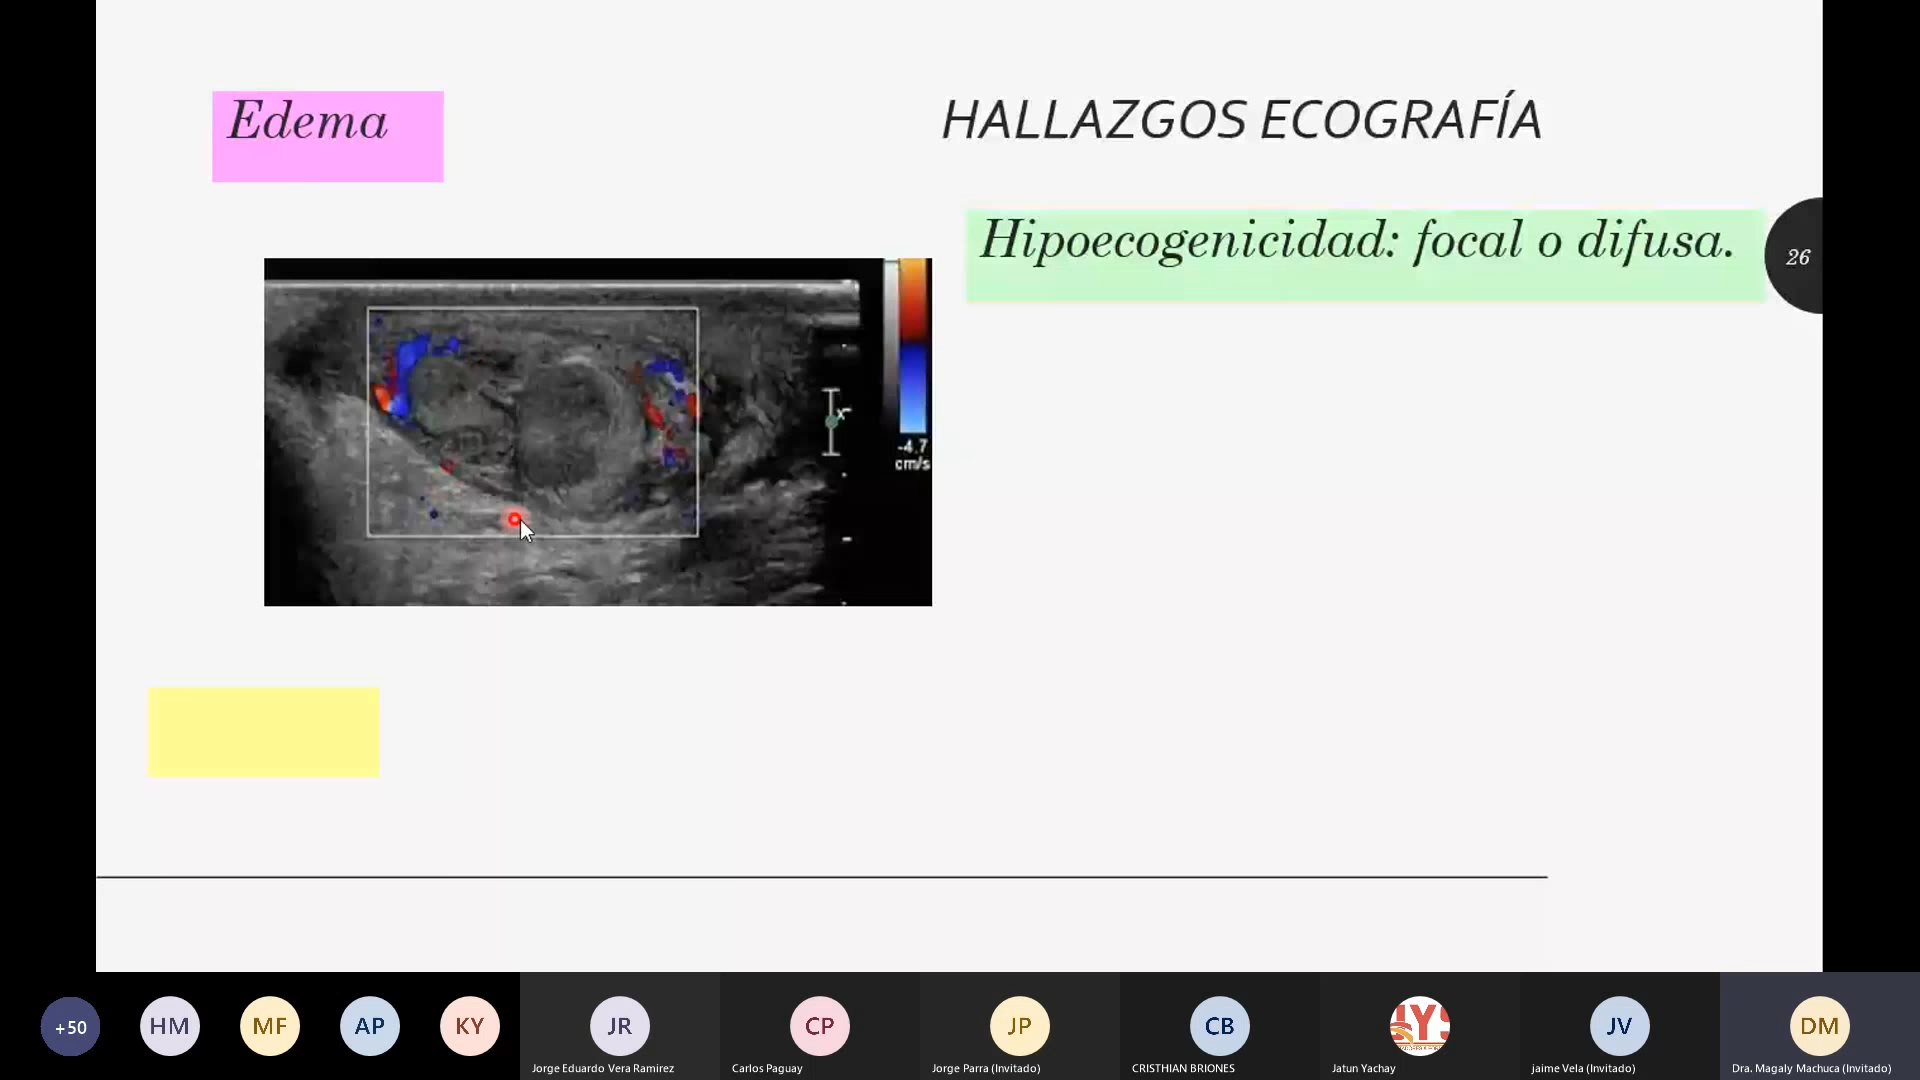 Edema
HALLAZGOS ECOGRAFÍA
Hipoecogenicidad: focal o difusa.
26
x
-4.7
cm/s
+50
HM
MF
AP
KY
JR
CP
JP
CB
JV
DM
Jorge Eduardo Vera Ramirez
Carlos Paguay
Jorge Parra (Invitado)
CRISTHIAN BRIONES
Jatun Yachay
jaime Vela (Invitado)
Dra. Magaly Machuca (Invitado)